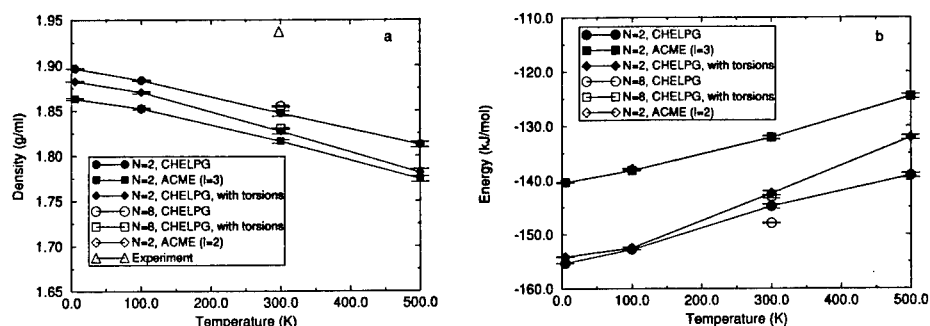 a
1.95
1.90
1.85
1.80
1.75
1.70
1.65
Density (g/ml)
N=2, CHELPG
N=2, ACME (l=3)
N=2, CHELPG, with torsions
N=8, CHELPG
N=8, CHELPG, with torsions
N=2, ACME (l=2)
Experiment
0.0 100.0 200.0 300.0 400.0 500.0
Temperature (K)
b
-110.0
-120.0
-130.0
-140.0
-150.0
-160.0
Energy (kJ/mol)
N=2, CHELPG
N=2, ACME (l=3)
N=2, CHELPG, with torsions
N=8, CHELPG
N=8, CHELPG, with torsions
N=2, ACME (l=2)
0.0 100.0 200.0 300.0 400.0 500.0
Temperature (K)